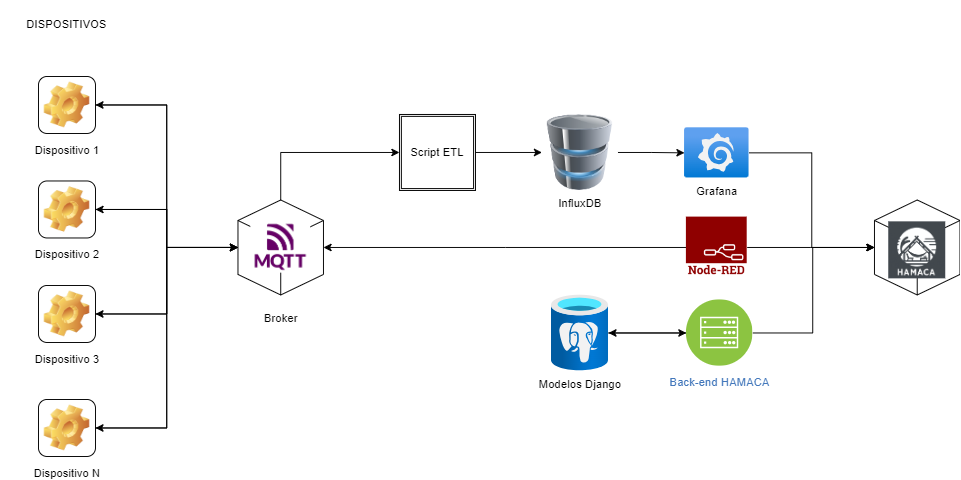 DISPOSITIVOS
Dispositivo 1
Dispositivo 2
Dispositivo 3
Dispositivo N
MQTT
Broker
Script ETL
InfluxDB
Grafana
Node-RED
Modelos Django
Back-end HAMACA
HAMACA